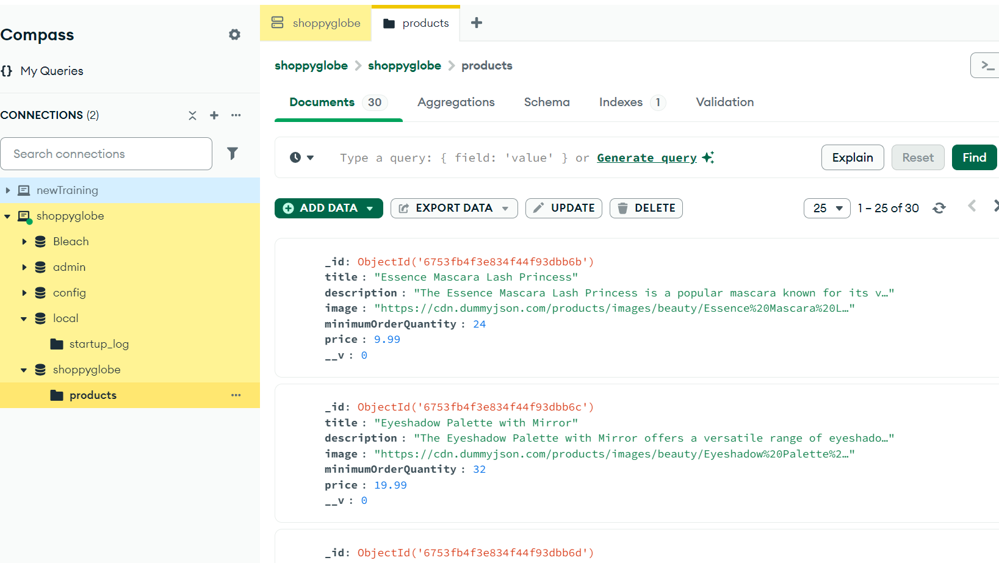 Compass
{} My Queries
CONNECTIONS (2)
Search connections
newTraining
shoppyglobe
Bleach
admin
config
local
startup_log
shoppyglobe
products
shoppyglobe
products
shoppyglobe > shoppyglobe > products
>_
Documents 30 Aggregations Schema Indexes 1 Validation
Type a query: { field: 'value' } or Generate query
Explain Reset Find
ADD DATA EXPORT DATA UPDATE DELETE
25 1 – 25 of 30
_id: ObjectId('6753fb4f3e834f44f93dbb6b')
title : "Essence Mascara Lash Princess"
description : "The Essence Mascara Lash Princess is a popular mascara known for its v…"
image : "https://cdn.dummyjson.com/products/images/beauty/Essence%20Mascara%20L…"
minimumOrderQuantity : 24
price : 9.99
__v : 0
_id: ObjectId('6753fb4f3e834f44f93dbb6c')
title : "Eyeshadow Palette with Mirror"
description : "The Eyeshadow Palette with Mirror offers a versatile range of eyeshado…"
image : "https://cdn.dummyjson.com/products/images/beauty/Eyeshadow%20Palette%2…"
minimumOrderQuantity : 32
price : 19.99
__v : 0
_id: ObjectId('6753fb4f3e834f44f93dbb6d')